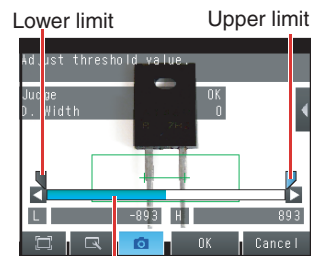 Lower limit Upper limit
Adjust threshold value.
Judge OK
D. Width 0
L -893 H 893
OK Cancel